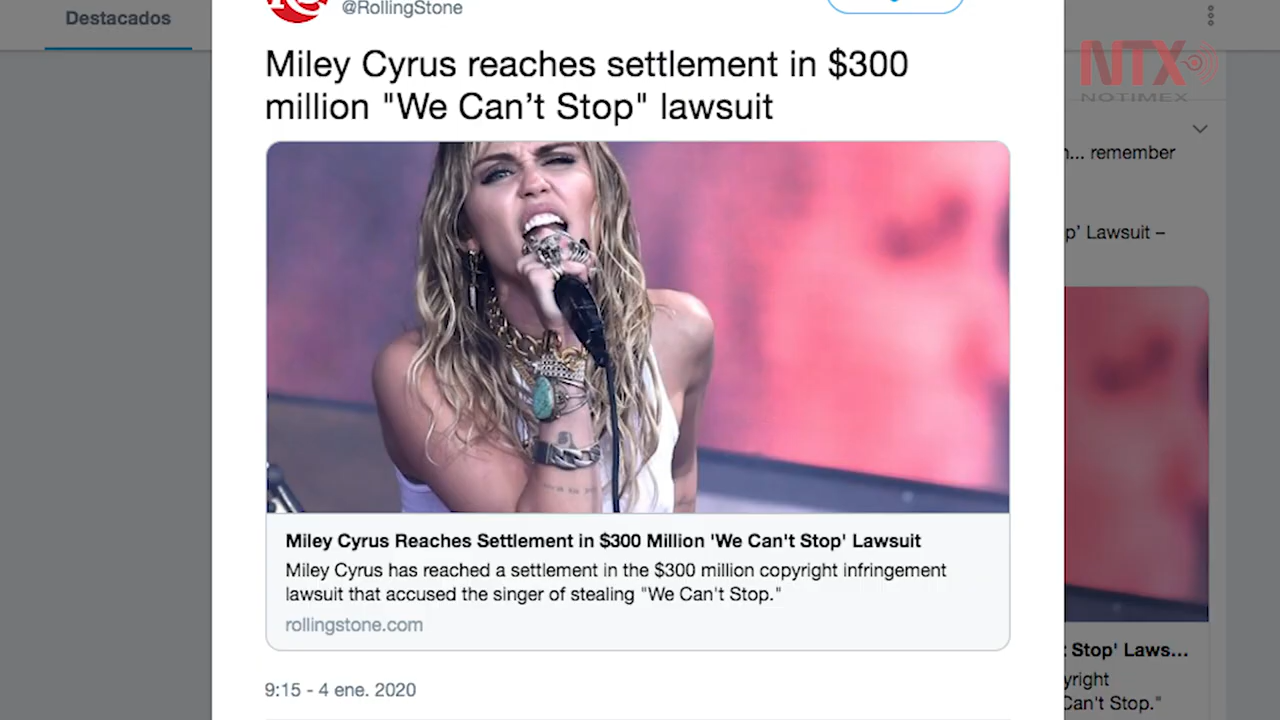 Destacados
@RollingStone
NTX
NOTIMEX
Miley Cyrus reaches settlement in $300
million "We Can’t Stop" lawsuit
... remember
p' Lawsuit –
Miley Cyrus Reaches Settlement in $300 Million 'We Can't Stop' Lawsuit
Miley Cyrus has reached a settlement in the $300 million copyright infringement
lawsuit that accused the singer of stealing "We Can't Stop."
rollingstone.com
Stop' Laws...
yright
Can't Stop."
9:15 - 4 ene. 2020